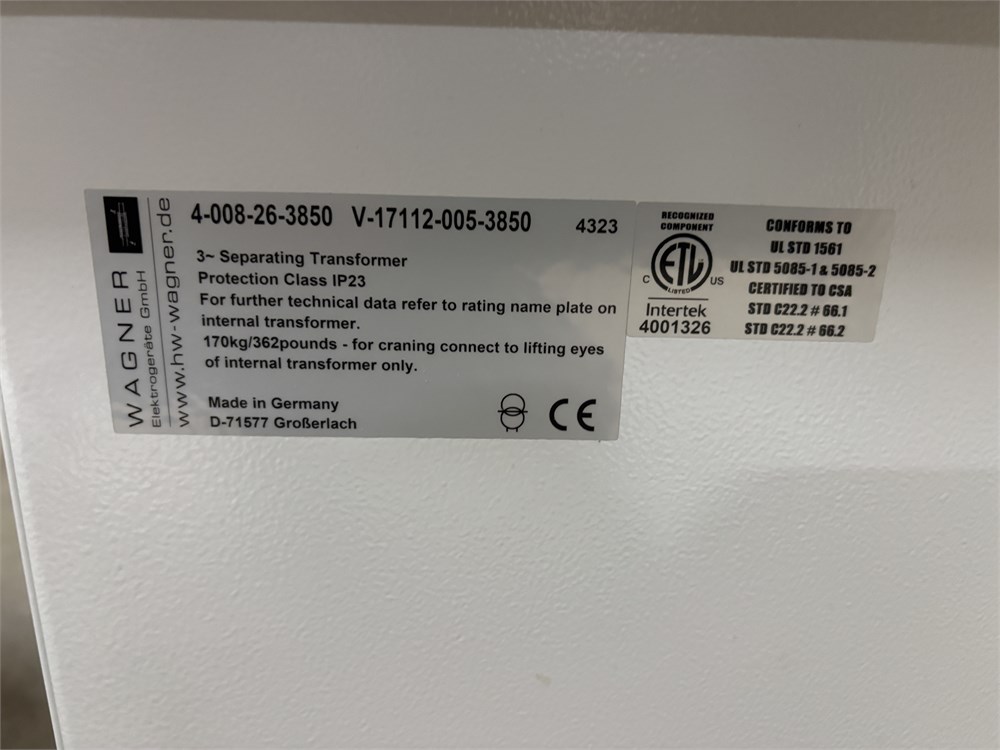 WAGNER
Elektrogeräte GmbH
www.hw-wagner.de
4-008-26-3850 V-17112-005-3850 4323
3~ Separating Transformer
Protection Class IP23
For further technical data refer to rating name plate on
internal transformer.
170kg/362pounds - for craning connect to lifting eyes
of internal transformer only.
Made in Germany
D-71577 Großerlach
CE
RECOGNIZED
COMPONENT
C ETL US
LISTED
Intertek
4001326
CONFORMS TO
UL STD 1561
UL STD 5085-1 & 5085-2
CERTIFIED TO CSA
STD C22.2 # 66.1
STD C22.2 # 66.2